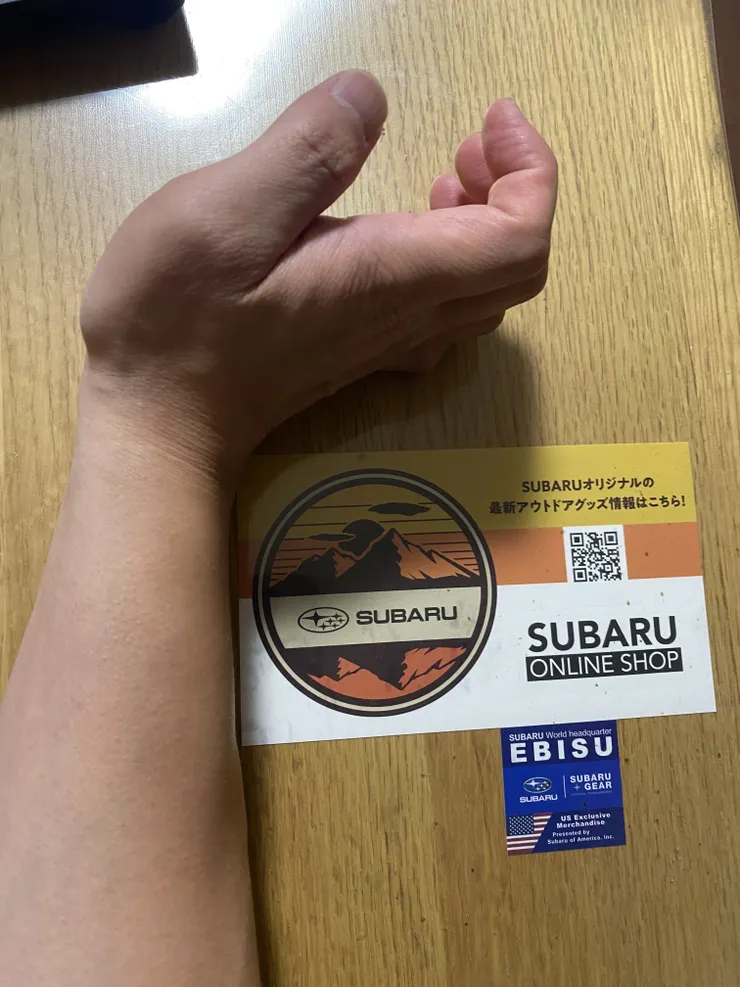 SUBARUオリジナルの
最新アウトドアグッズ情報はこちら!
SUBARU
SUBARU
ONLINE SHOP
SUBARU World headquarter
EBISU
SUBARU
SUBARU
+ GEAR
US Exclusive
Merchandise
Presented by
Subaru of America, Inc.